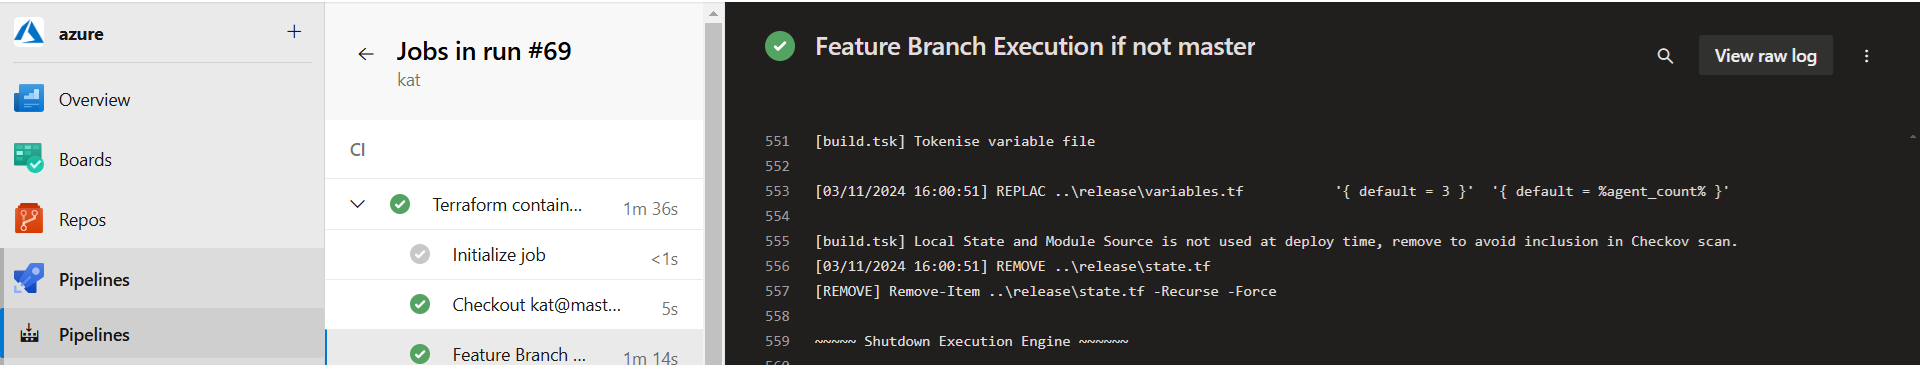 azure
+
Overview
Boards
Repos
Pipelines
Pipelines
Jobs in run #69
kat
CI
Terraform contain... 1m 36s
Initialize job <1s
Checkout kat@mast... 5s
Feature Branch ... 1m 14s
Feature Branch Execution if not master
View raw log
551 [build.tsk] Tokenise variable file
552
553 [03/11/2024 16:00:51] REPLAC ..\release\variables.tf '{ default = 3 }' '{ default = %agent_count% }'
554
555 [build.tsk] Local State and Module Source is not used at deploy time, remove to avoid inclusion in Checkov scan.
556 [03/11/2024 16:00:51] REMOVE ..\release\state.tf
557 [REMOVE] Remove-Item ..\release\state.tf -Recurse -Force
558
559 ~~~~~ Shutdown Execution Engine ~~~~~~
560